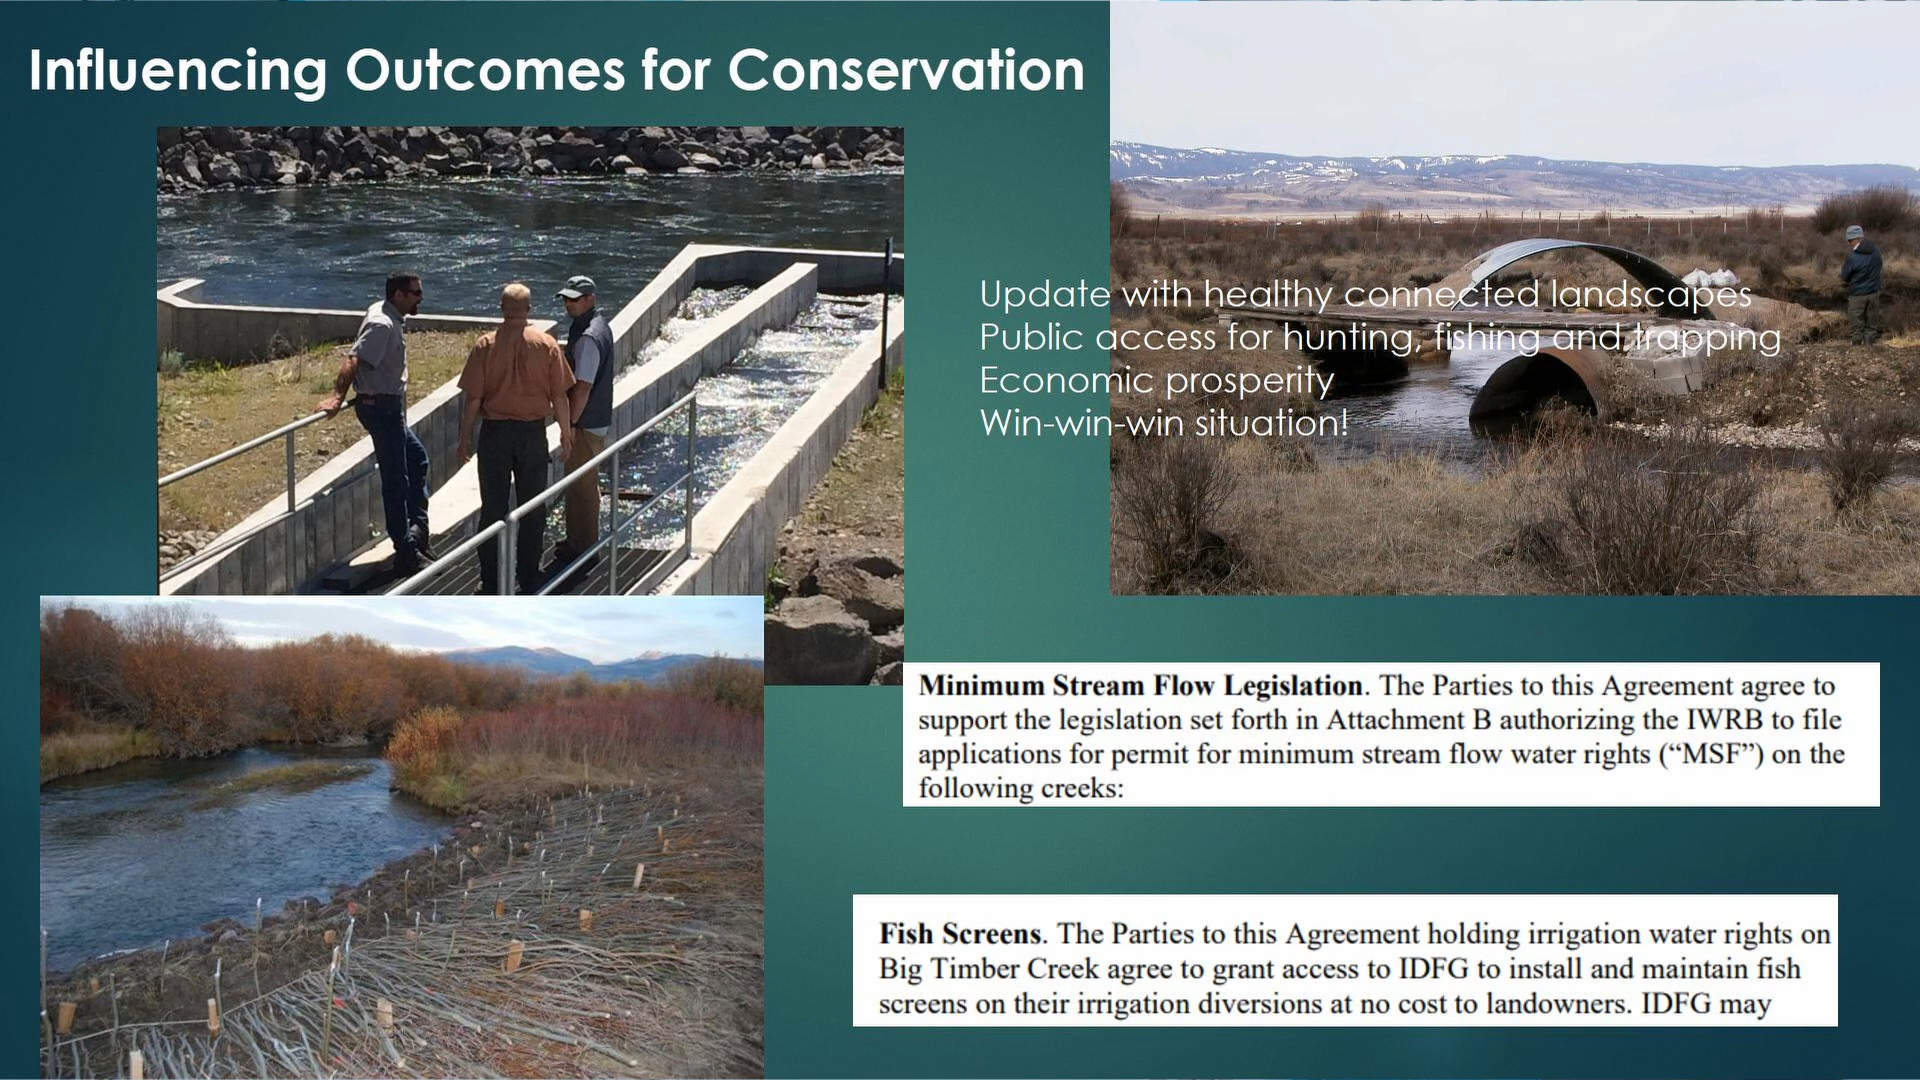 Influencing Outcomes for Conservation
Update with healthy connected landscapes
Public access for hunting, fishing and trapping
Economic prosperity
Win-win-win situation!
Minimum Stream Flow Legislation. The Parties to this Agreement agree to
support the legislation set forth in Attachment B authorizing the IWRB to file
applications for permit for minimum stream flow water rights (“MSF”) on the
following creeks:
Fish Screens. The Parties to this Agreement holding irrigation water rights on
Big Timber Creek agree to grant access to IDFG to install and maintain fish
screens on their irrigation diversions at no cost to landowners. IDFG may